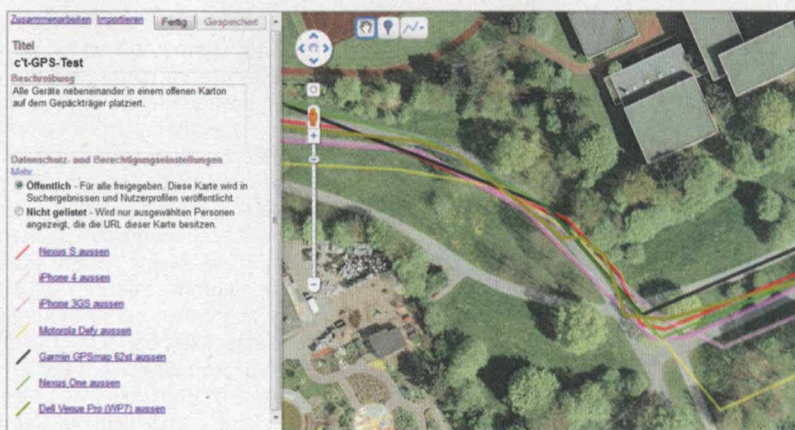 Zusammenarbeiten Importieren Fertig Gespeichert
Titel
c't-GPS-Test
Beschreibung
Alle Geräte nebeneinander in einem offenen Karton
auf dem Gepäckträger platziert.
Datenschutz- und Berechtigungseinstellungen
Mehr
Öffentlich - Für alle freigegeben. Diese Karte wird in
Suchergebnissen und Nutzerprofilen veröffentlicht.
Nicht gelistet - Wird nur ausgewählten Personen
angezeigt, die die URL dieser Karte besitzen.
Nexus S aussen
iPhone 4 aussen
iPhone 3GS aussen
Motorola Defy aussen
Garmin GPSmap 62st aussen
Nexus One aussen
Dell Venue Pro (WP7) aussen